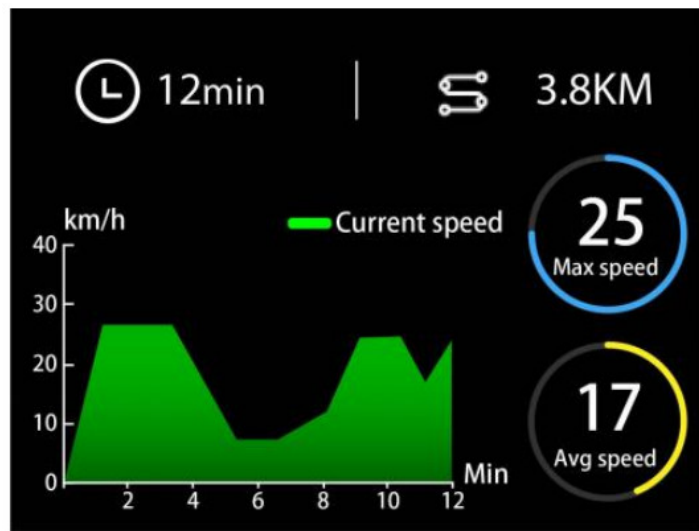 12min
3.8KM
km/h
Current speed
40
30
20
10
0
2 4 6 8 10 12
Min
25
Max speed
17
Avg speed